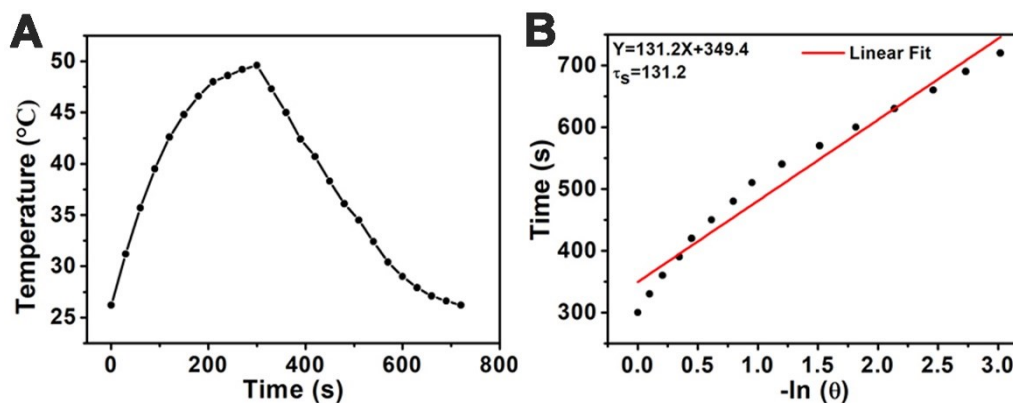 A
50
45
40
35
30
25
Temperature (°C)
0 200 400 600 800
Time (s)
B
Y=131.2X+349.4
τs=131.2
Linear Fit
700
600
500
400
300
Time (s)
0.0 0.5 1.0 1.5 2.0 2.5 3.0
-ln (θ)